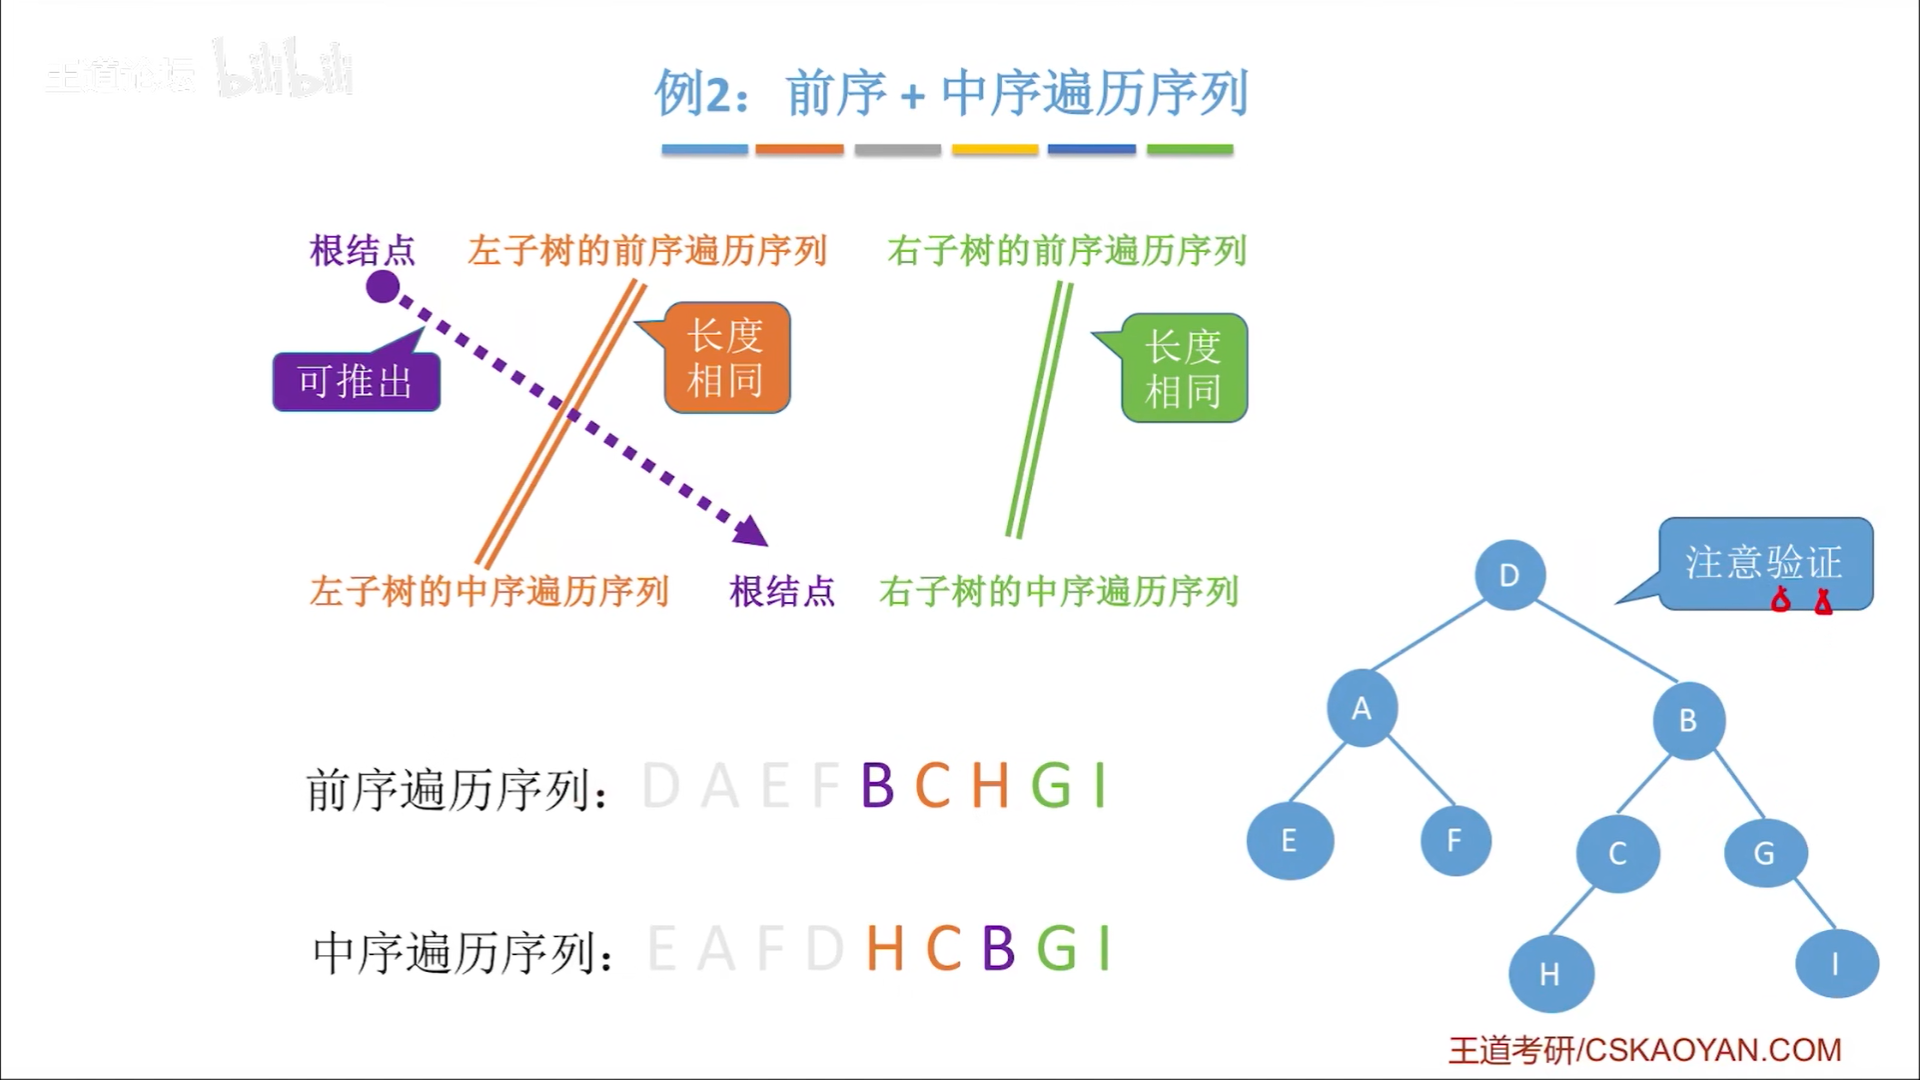 王道论坛 bilibili
例2：前序 + 中序遍历序列
根结点 左子树的前序遍历序列 右子树的前序遍历序列
可推出
长度
相同
长度
相同
左子树的中序遍历序列 根结点 右子树的中序遍历序列
注意验证
D
A
B
E
F
C
G
H
I
前序遍历序列：D A E F B C H G I
中序遍历序列：E A F D H C B G I
王道考研/CSKAOYAN.COM